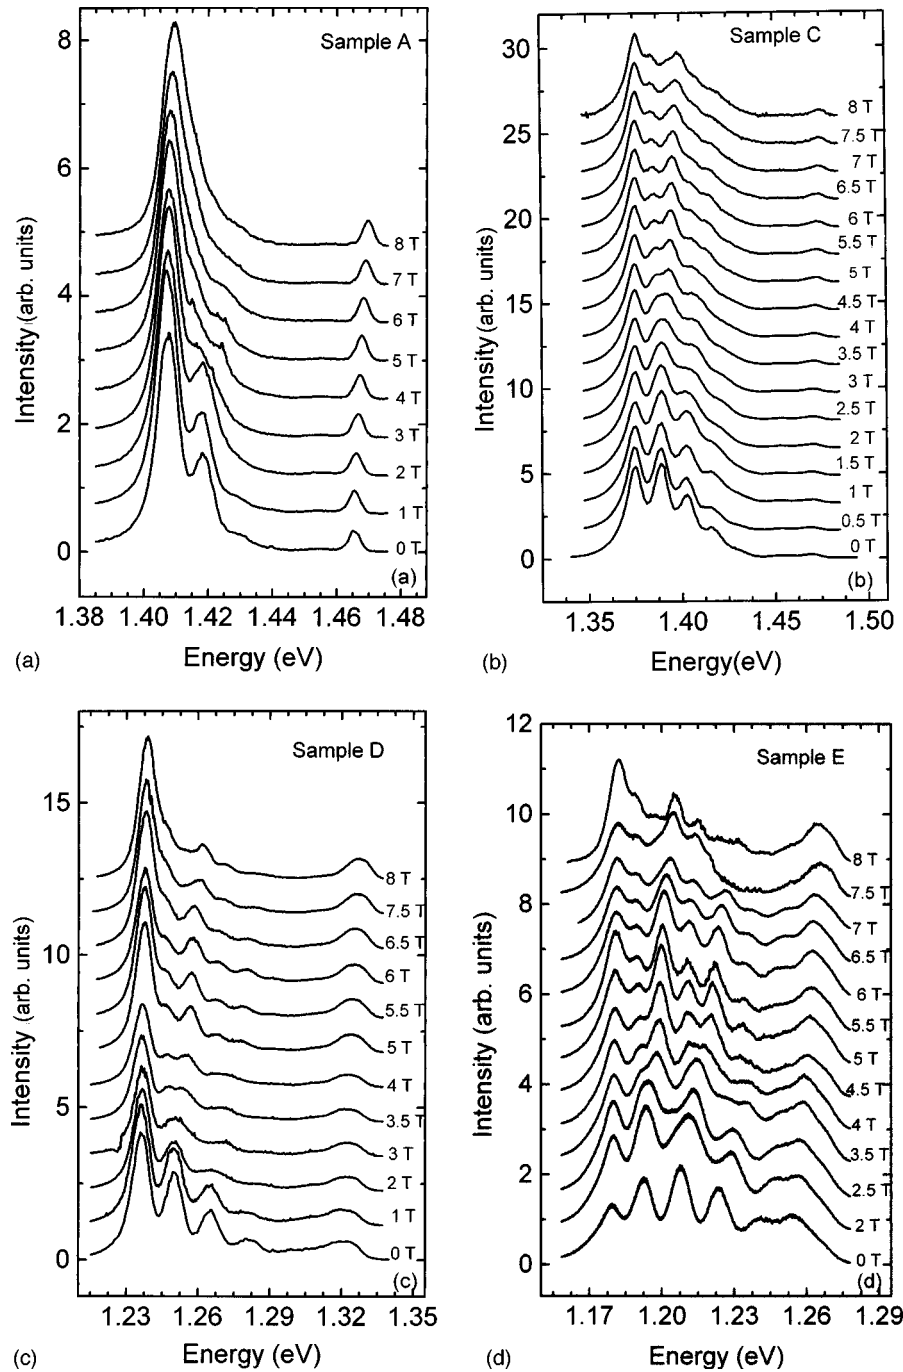 Sample A
8
6
4
2
0
Intensity (arb. units)
8 T
7 T
6 T
5 T
4 T
3 T
2 T
1 T
0 T
(a)
1.38 1.40 1.42 1.44 1.46 1.48
(a) Energy (eV)
Sample C
30
25
20
15
10
5
0
Intensity (arb. units)
8 T
7.5 T
7 T
6.5 T
6 T
5.5 T
5 T
4.5 T
4 T
3.5 T
3 T
2.5 T
2 T
1.5 T
1 T
0.5 T
0 T
(b)
1.35 1.40 1.45 1.50
(b) Energy(eV)
Sample D
15
10
5
0
Intensity (arb. units)
8 T
7.5 T
6.5 T
6 T
5.5 T
5 T
4 T
3.5 T
3 T
2 T
1 T
0 T
(c)
1.23 1.26 1.29 1.32 1.35
(c) Energy (eV)
Sample E
12
10
8
6
4
2
0
Intensity (arb. units)
8 T
7.5 T
7 T
6.5 T
6 T
5.5 T
5 T
4.5 T
4 T
3.5 T
2.5 T
2 T
0 T
(d)
1.17 1.20 1.23 1.26 1.29
(d) Energy (eV)